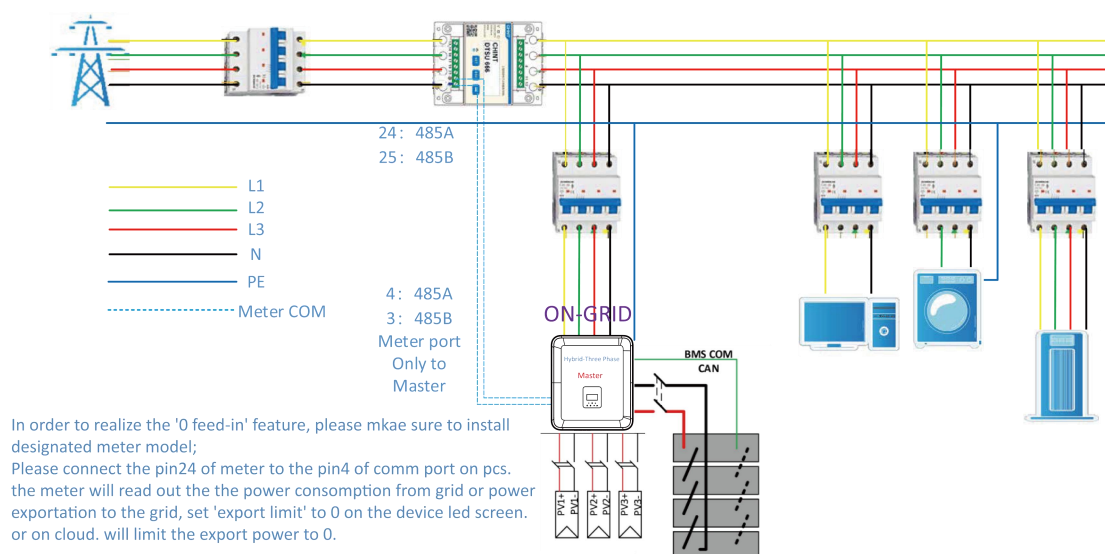 CHINT
DTSU 666
24: 485A
25: 485B
L1
L2
L3
N
PE
Meter COM
4: 485A
3: 485B
Meter port
Only to
Master
ON-GRID
Hybrid-Three Phase
Master
BMS COM
CAN
PV1+
PV1-
PV2+
PV2-
PV3+
PV3-
In order to realize the '0 feed-in' feature, please mkae sure to install
designated meter model;
Please connect the pin24 of meter to the pin4 of comm port on pcs.
the meter will read out the the power consomption from grid or power
exportation to the grid, set 'export limit' to 0 on the device led screen.
or on cloud. will limit the export power to 0.